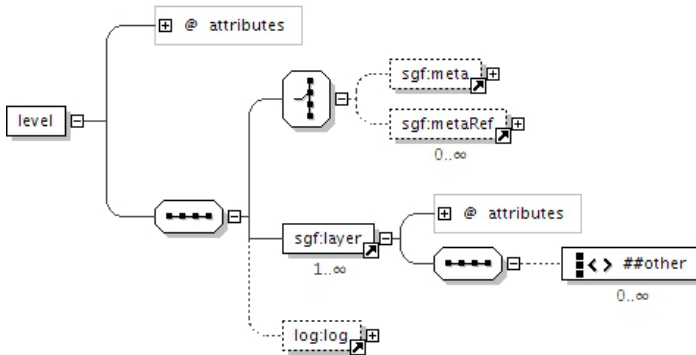 @ attributes
sgf:meta
level
sgf:metaRef
0..∞
@ attributes
sgf:layer
1..∞
##other
0..∞
log:log